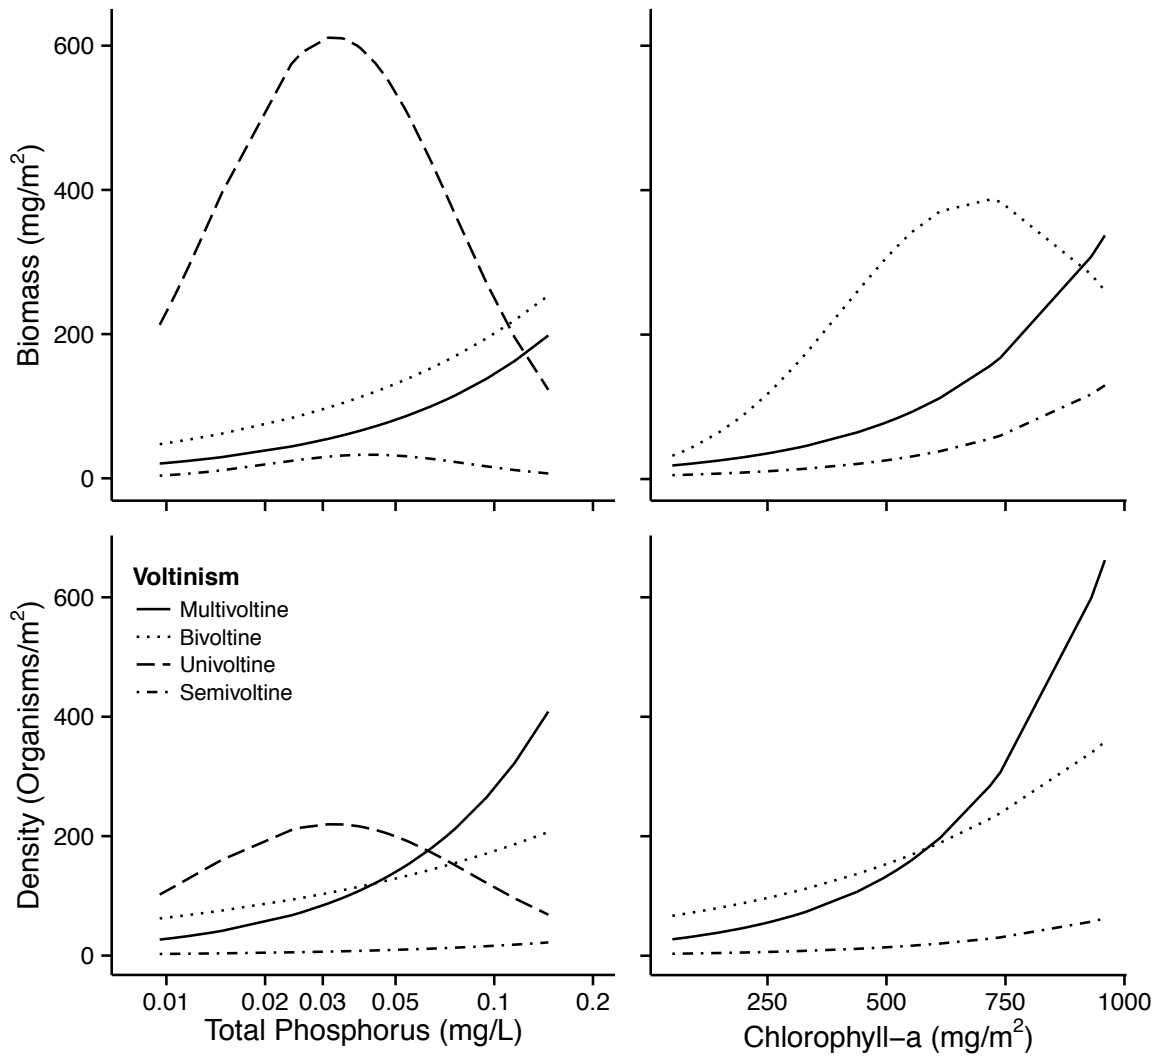 Biomass (mg/m²)
600
400
200
0
Density (Organisms/m²)
600
400
200
0
Voltinism
Multivoltine
Bivoltine
Univoltine
Semivoltine
0.01 0.02 0.03 0.05 0.1 0.2
Total Phosphorus (mg/L)
250 500 750 1000
Chlorophyll−a (mg/m²)